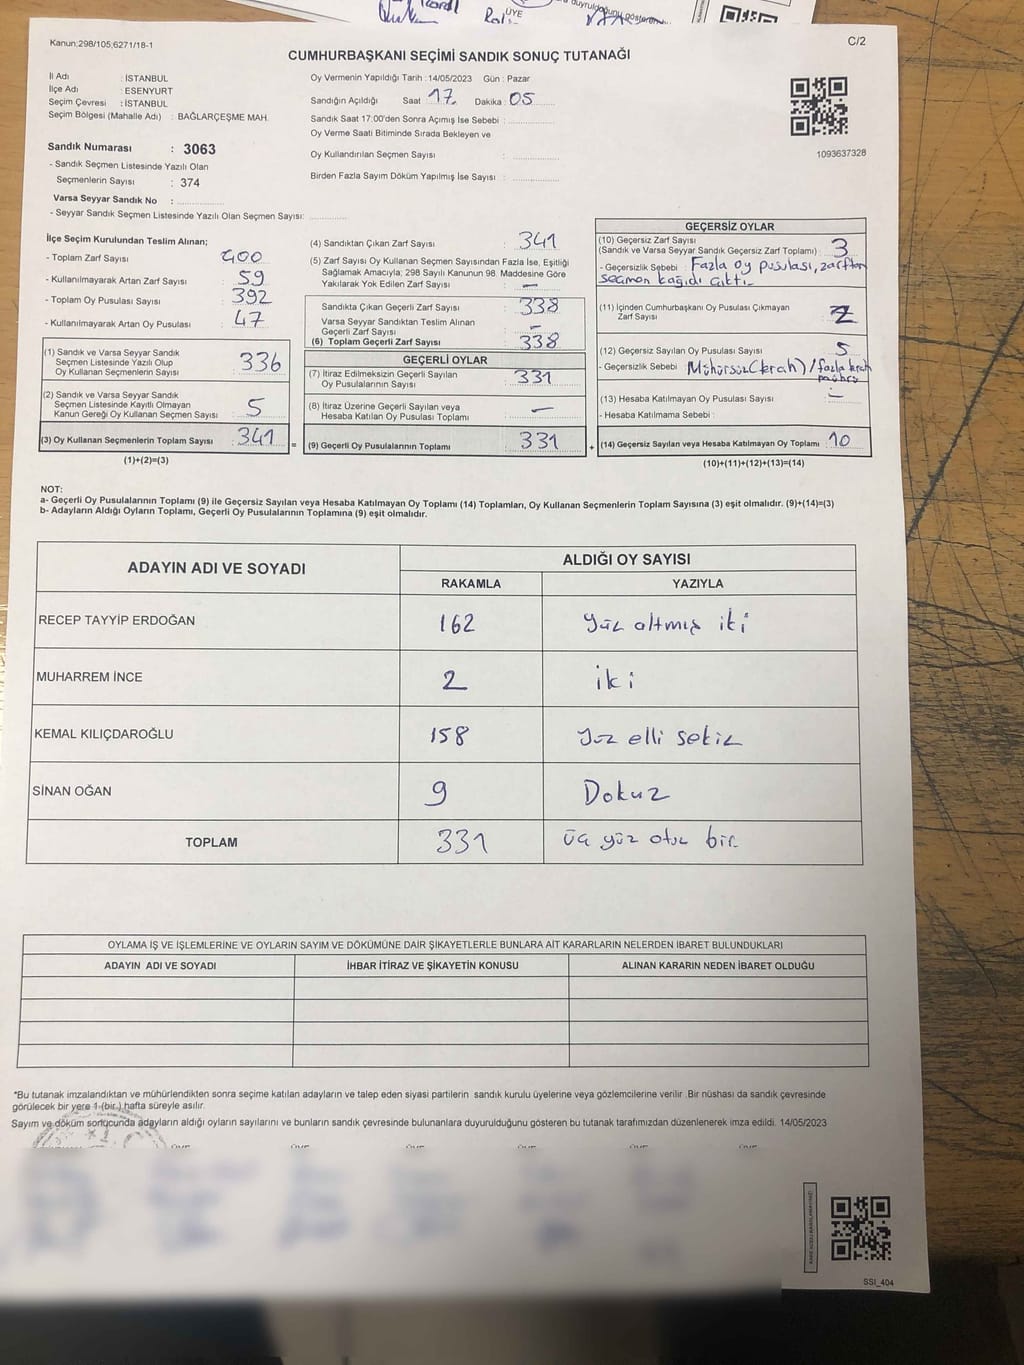 Kanun;298/105;6271/18-1
C/2
CUMHURBAŞKANI SEÇİMİ SANDIK SONUÇ TUTANAĞI
İl Adı : İSTANBUL
İlçe Adı : ESENYURT
Seçim Çevresi : İSTANBUL
Seçim Bölgesi (Mahalle Adı) : BAĞLARÇEŞME MAH.
Sandık Numarası : 3063
- Sandık Seçmen Listesinde Yazılı Olan
Seçmenlerin Sayısı : 374
Varsa Seyyar Sandık No :
- Seyyar Sandık Seçmen Listesinde Yazılı Olan Seçmen Sayısı:
Oy Vermenin Yapıldığı Tarih : 14/05/2023 Gün : Pazar
Sandığın Açıldığı Saat 17. Dakika : 05
Sandık Saat 17:00'den Sonra Açımış İse Sebebi :
Oy Verme Saati Bitiminde Sırada Bekleyen ve
Oy Kullandırılan Seçmen Sayısı :
Birden Fazla Sayım Döküm Yapılmış İse Sayısı :
1093637328
İlçe Seçim Kurulundan Teslim Alınan;
- Toplam Zarf Sayısı : 400
- Kullanılmayarak Artan Zarf Sayısı : 59
- Toplam Oy Pusulası Sayısı : 392
- Kullanılmayarak Artan Oy Pusulası : 47
(1) Sandık ve Varsa Seyyar Sandık
Seçmen Listesinde Yazılı Olup
Oy Kullanan Seçmenlerin Sayısı : 336
(2) Sandık ve Varsa Seyyar Sandık
Seçmen Listesinde Kayıtlı Olmayan
Kanun Gereği Oy Kullanan Seçmen Sayısı : 5
(3) Oy Kullanan Seçmenlerin Toplam Sayısı : 341 =
(1)+(2)=(3)
(4) Sandıktan Çıkan Zarf Sayısı : 341
(5) Zarf Sayısı Oy Kullanan Seçmen Sayısından Fazla İse, Eşitliği
Sağlamak Amacıyla; 298 Sayılı Kanunun 98. Maddesine Göre
Yakılarak Yok Edilen Zarf Sayısı : -
Sandıkta Çıkan Geçerli Zarf Sayısı : 338
Varsa Seyyar Sandıktan Teslim Alınan
Geçerli Zarf Sayısı : -
(6) Toplam Geçerli Zarf Sayısı : 338
GEÇERLİ OYLAR
(7) İtiraz Edilmeksizin Geçerli Sayılan
Oy Pusulalarının Sayısı : 331
(8) İtiraz Üzerine Geçerli Sayılan veya
Hesaba Katılan Oy Pusulası Toplamı : -
(9) Geçerli Oy Pusulalarının Toplamı : 331 +
GEÇERSİZ OYLAR
(10) Geçersiz Zarf Sayısı
(Sandık ve Varsa Seyyar Sandık Geçersiz Zarf Toplamı) : 3
- Geçersizlik Sebebi : Fazla oy pusulası, zarftan
seçmen kağıdı çıktı.
(11) İçinden Cumhurbaşkanı Oy Pusulası Çıkmayan
Zarf Sayısı : 2
(12) Geçersiz Sayılan Oy Pusulası Sayısı : 5
- Geçersizlik Sebebi : Mühürsüz / fazla
mühür
(13) Hesaba Katılmayan Oy Pusulası Sayısı : -
- Hesaba Katılmama Sebebi :
(14) Geçersiz Sayılan veya Hesaba Katılmayan Oy Toplamı : 10
(10)+(11)+(12)+(13)=(14)
NOT:
a- Geçerli Oy Pusulalarının Toplamı (9) ile Geçersiz Sayılan veya Hesaba Katılmayan Oy Toplamı (14) Toplamları, Oy Kullanan Seçmenlerin Toplam Sayısına (3) eşit olmalıdır. (9)+(14)=(3)
b- Adayların Aldığı Oyların Toplamı, Geçerli Oy Pusulalarının Toplamına (9) eşit olmalıdır.
ADAYIN ADI VE SOYADI
ALDIĞI OY SAYISI
RAKAMLA YAZIYLA
RECEP TAYYİP ERDOĞAN 162 yüz altmış iki
MUHARREM İNCE 2 iki
KEMAL KILIÇDAROĞLU 158 yüz elli sekiz
SİNAN OĞAN 9 Dokuz
TOPLAM 331 üç yüz otuz bir
OYLAMA İŞ VE İŞLEMLERİNE VE OYLARIN SAYIM VE DÖKÜMÜNE DAİR ŞİKAYETLERLE BUNLARA AİT KARARLARIN NELERDEN İBARET BULUNDUKLARI
ADAYIN ADI VE SOYADI İHBAR İTİRAZ VE ŞİKAYETİN KONUSU ALINAN KARARIN NEDEN İBARET OLDUĞU
*Bu tutanak imzalandıktan ve mühürlendikten sonra seçime katılan adayların ve talep eden siyasi partilerin sandık kurulu üyelerine veya gözlemcilerine verilir .Bir nüshası da sandık çevresinde
görülecek bir yere 1 (bir ) hafta süreyle asılır.
Sayım ve döküm sonucunda adayların aldığı oyların sayılarını ve bunların sandık çevresinde bulunanlara duyurulduğunu gösteren bu tutanak tarafımızdan düzenlenerek imza edildi. 14/05/2023
SSI_404